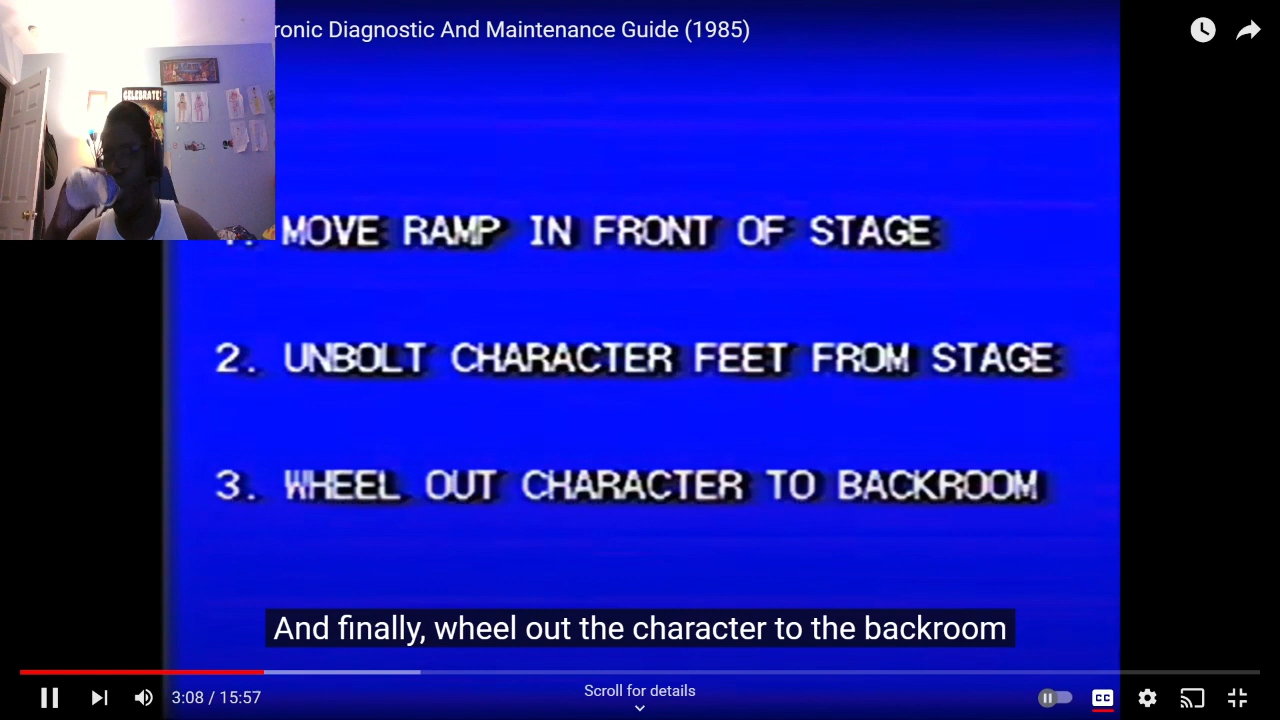 ronic Diagnostic And Maintenance Guide (1985)
CELEBRATE!
MOVE RAMP IN FRONT OF STAGE
2. UNBOLT CHARACTER FEET FROM STAGE
3. WHEEL OUT CHARACTER TO BACKROOM
And finally, wheel out the character to the backroom
3:08 / 15:57
Scroll for details
CC